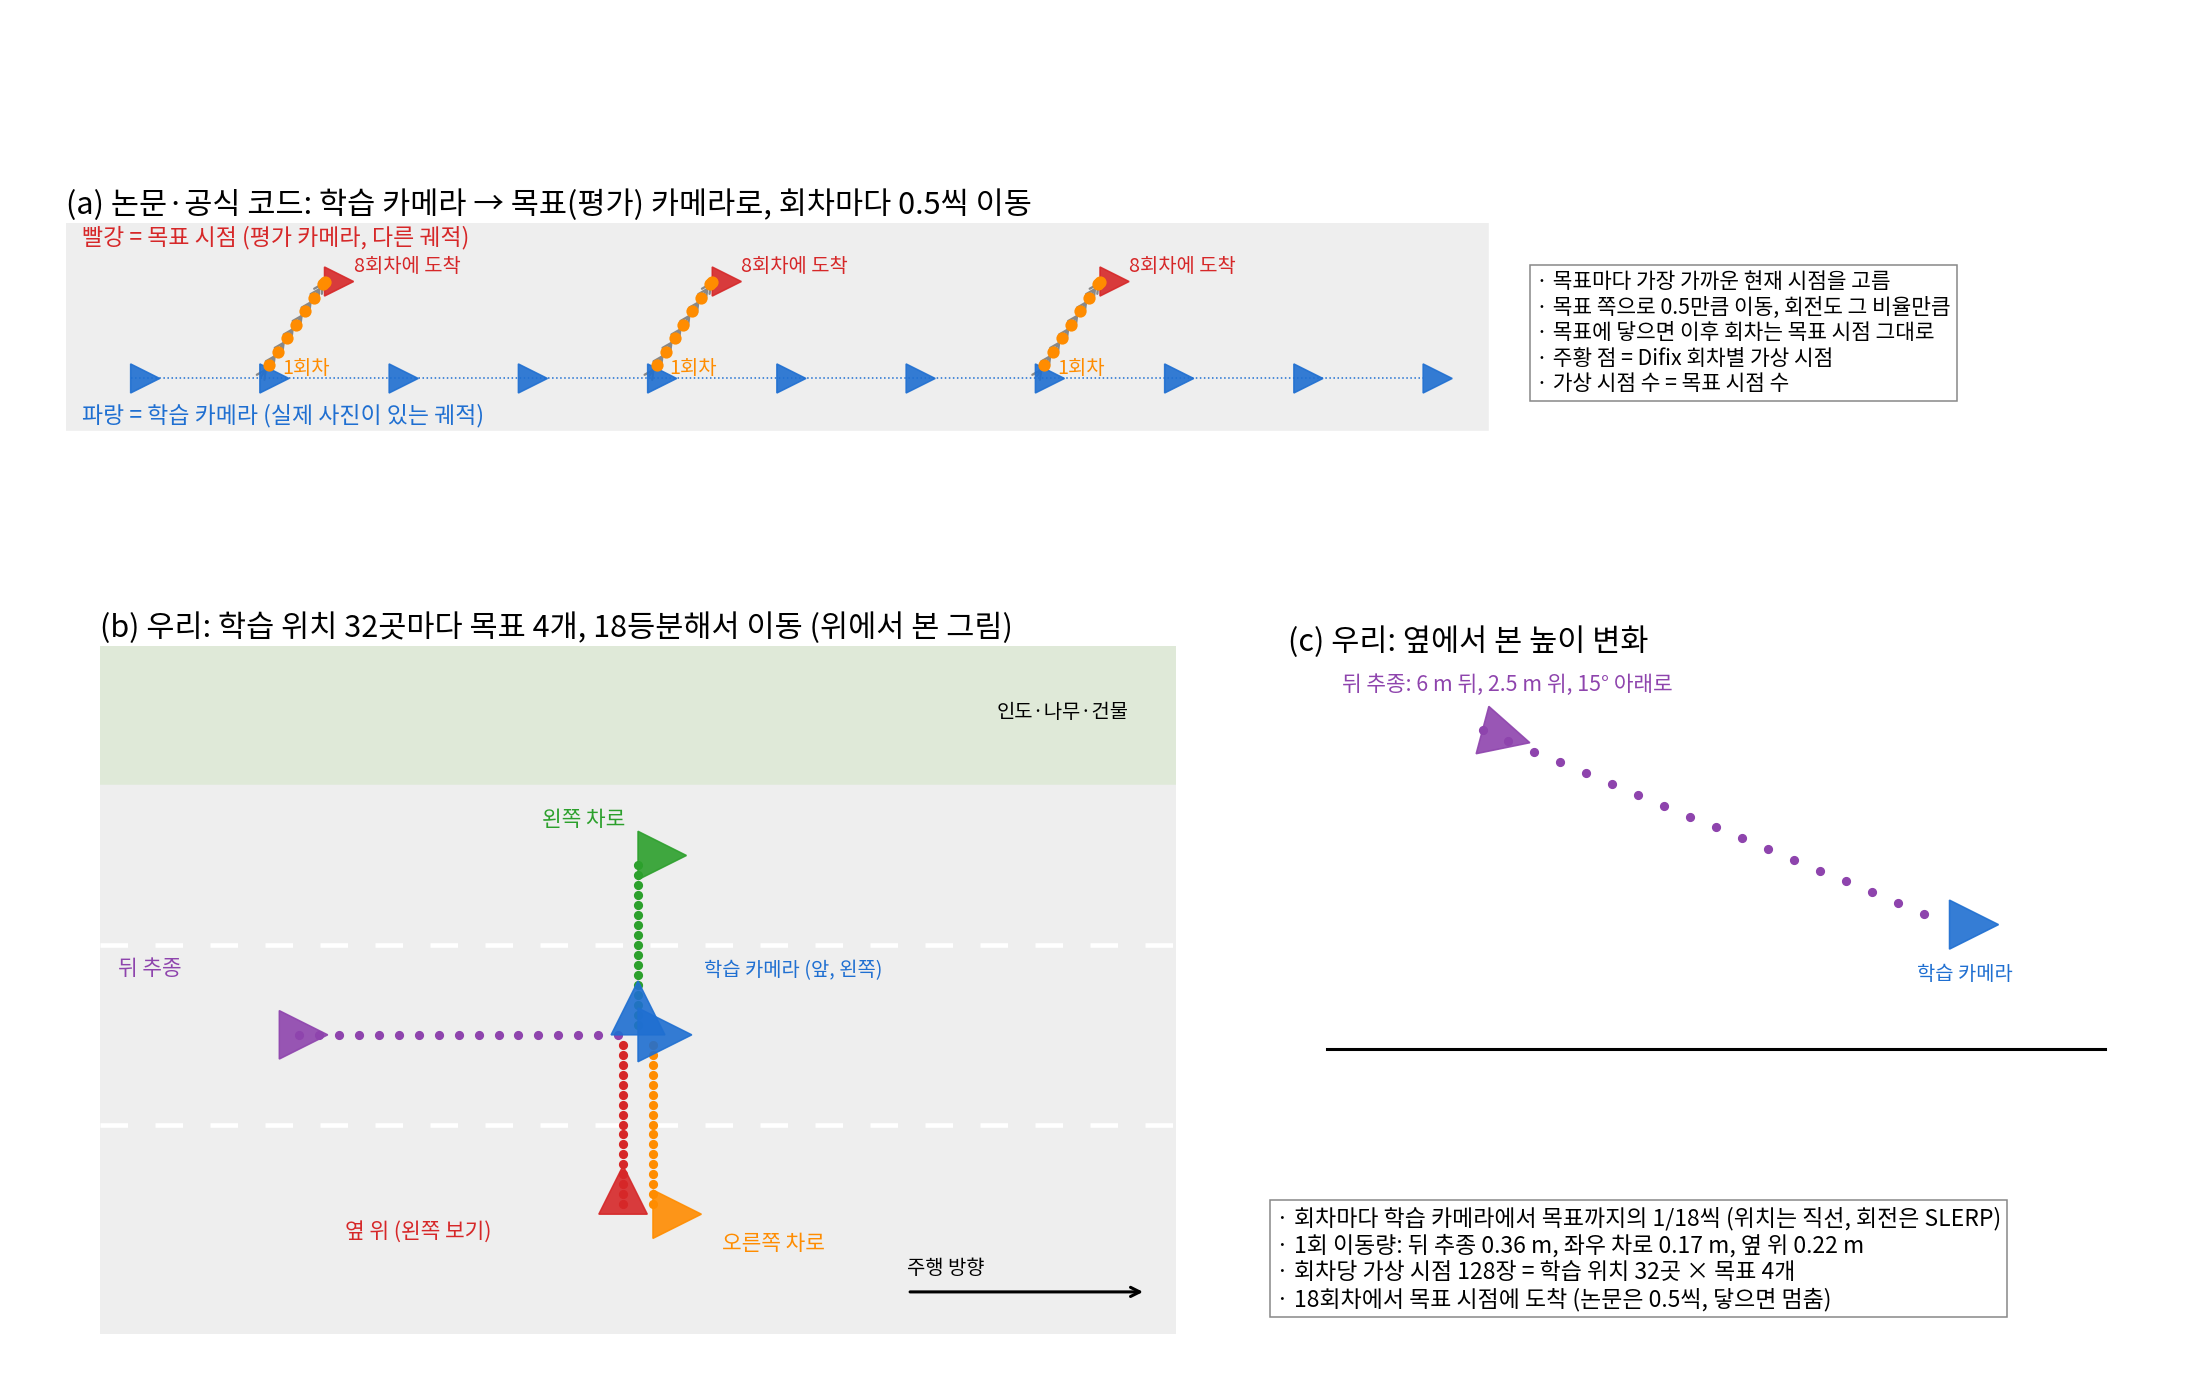 (a) 논문·공식 코드: 학습 카메라 → 목표(평가) 카메라로, 회차마다 0.5씩 이동
빨강 = 목표 시점 (평가 카메라, 다른 궤적)
8회차에 도착
8회차에 도착
8회차에 도착
1회차
1회차
1회차
파랑 = 학습 카메라 (실제 사진이 있는 궤적)
· 목표마다 가장 가까운 현재 시점을 고름
· 목표 쪽으로 0.5만큼 이동, 회전도 그 비율만큼
· 목표에 닿으면 이후 회차는 목표 시점 그대로
· 주황 점 = Difix 회차별 가상 시점
· 가상 시점 수 = 목표 시점 수
(b) 우리: 학습 위치 32곳마다 목표 4개, 18등분해서 이동 (위에서 본 그림)
인도·나무·건물
왼쪽 차로
뒤 추종
학습 카메라 (앞, 왼쪽)
옆 위 (왼쪽 보기)
오른쪽 차로
주행 방향
(c) 우리: 옆에서 본 높이 변화
뒤 추종: 6 m 뒤, 2.5 m 위, 15° 아래로
학습 카메라
· 회차마다 학습 카메라에서 목표까지의 1/18씩 (위치는 직선, 회전은 SLERP)
· 1회 이동량: 뒤 추종 0.36 m, 좌우 차로 0.17 m, 옆 위 0.22 m
· 회차당 가상 시점 128장 = 학습 위치 32곳 × 목표 4개
· 18회차에서 목표 시점에 도착 (논문은 0.5씩, 닿으면 멈춤)